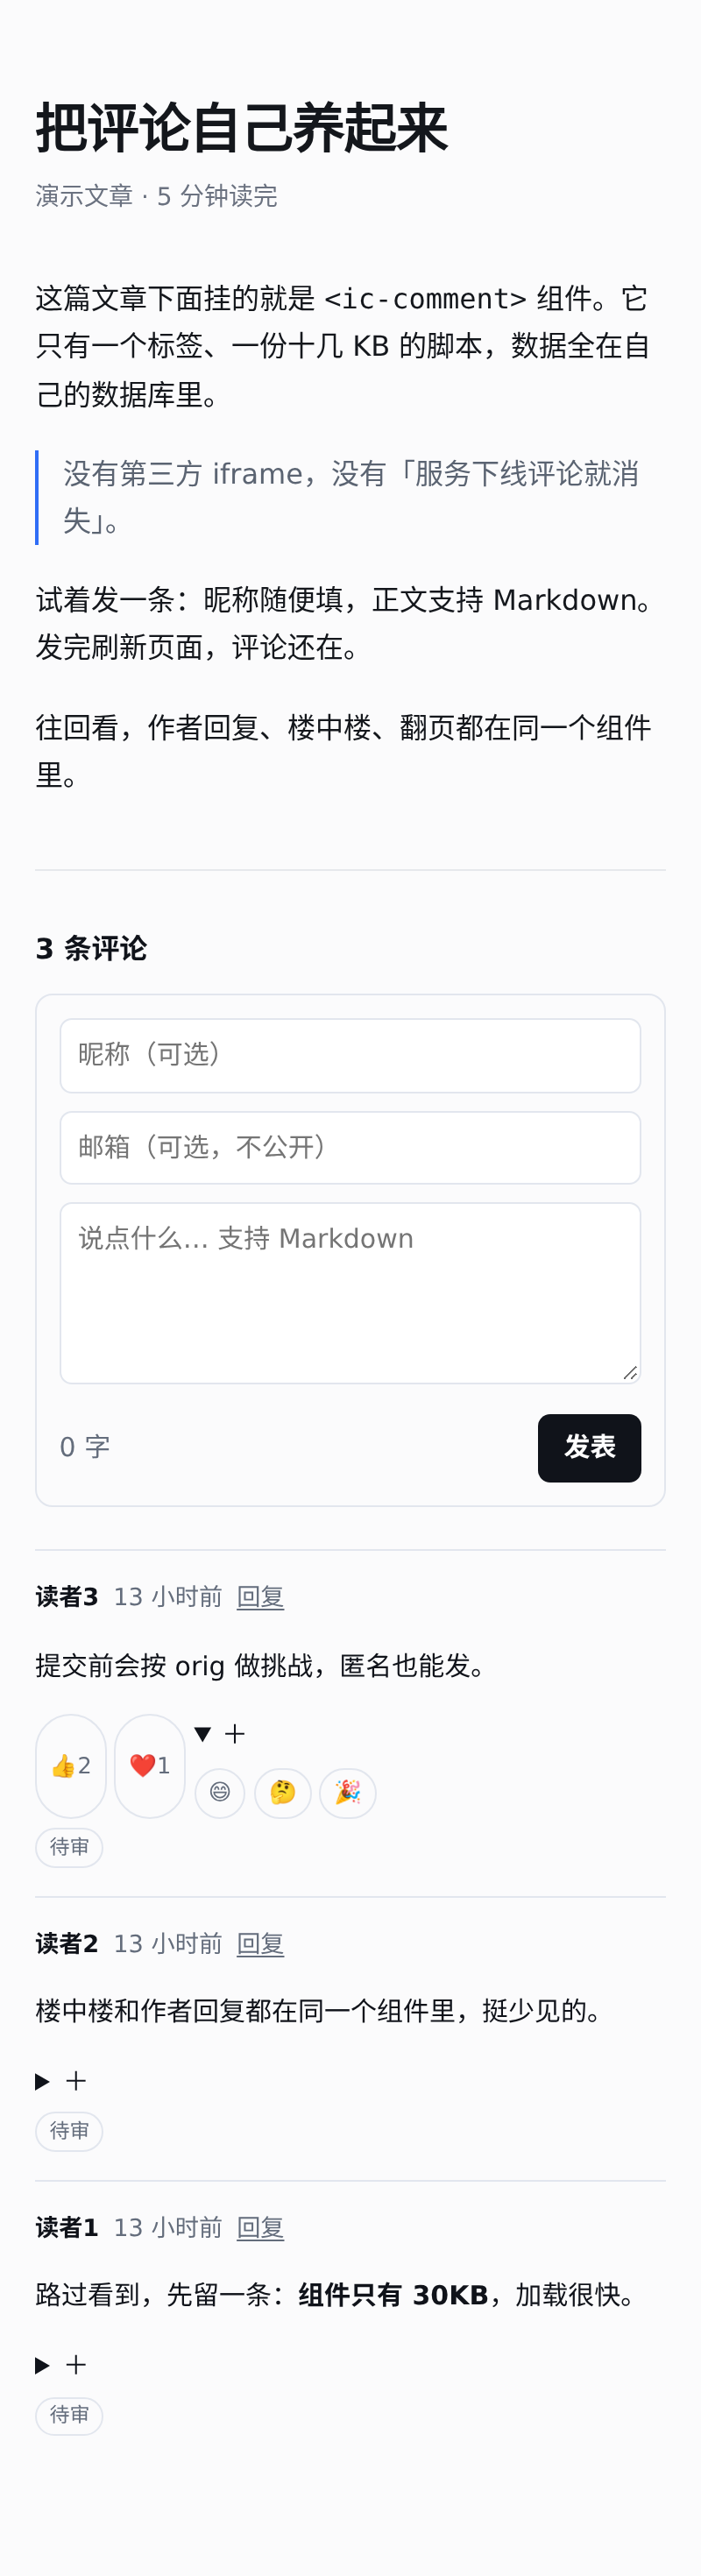 把评论自己养起来
演示文章 · 5 分钟读完
这篇文章下面挂的就是 <ic-comment> 组件。它
只有一个标签、一份十几 KB 的脚本，数据全在自
己的数据库里。
没有第三方 iframe，没有「服务下线评论就消
失」。
试着发一条：昵称随便填，正文支持 Markdown。
发完刷新页面，评论还在。
往回看，作者回复、楼中楼、翻页都在同一个组件
里。
3 条评论
昵称（可选）
邮箱（可选，不公开）
说点什么… 支持 Markdown
0 字
发表
读者3 13 小时前 回复
提交前会按 orig 做挑战，匿名也能发。
👍2 ❤️1 ▼ ＋
😄 🤔 🎉
待审
读者2 13 小时前 回复
楼中楼和作者回复都在同一个组件里，挺少见的。
▶ ＋
待审
读者1 13 小时前 回复
路过看到，先留一条：组件只有 30KB，加载很快。
▶ ＋
待审